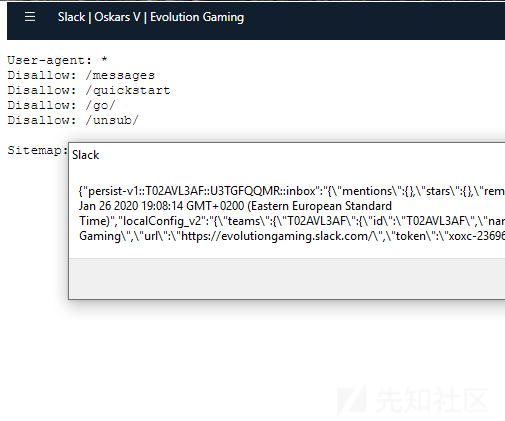 Slack | Oskars V | Evolution Gaming
User-agent: *
Disallow: /messages
Disallow: /quickstart
Disallow: /go/
Disallow: /unsub/
Sitemap:
Slack
{"persist-v1::T02AVL3AF::U3TGFQQMR::inbox":"{\"mentions\":{},\"stars\":{},\"rem
Jan 26 2020 19:08:14 GMT+0200 (Eastern European Standard
Time)","localConfig_v2":"{\"teams\":{\"T02AVL3AF\":{\"id\":\"T02AVL3AF\",\"nar
Gaming\",\"url\":\"https://evolutiongaming.slack.com/\",\"token\":\"xoxc-23696
先知社区